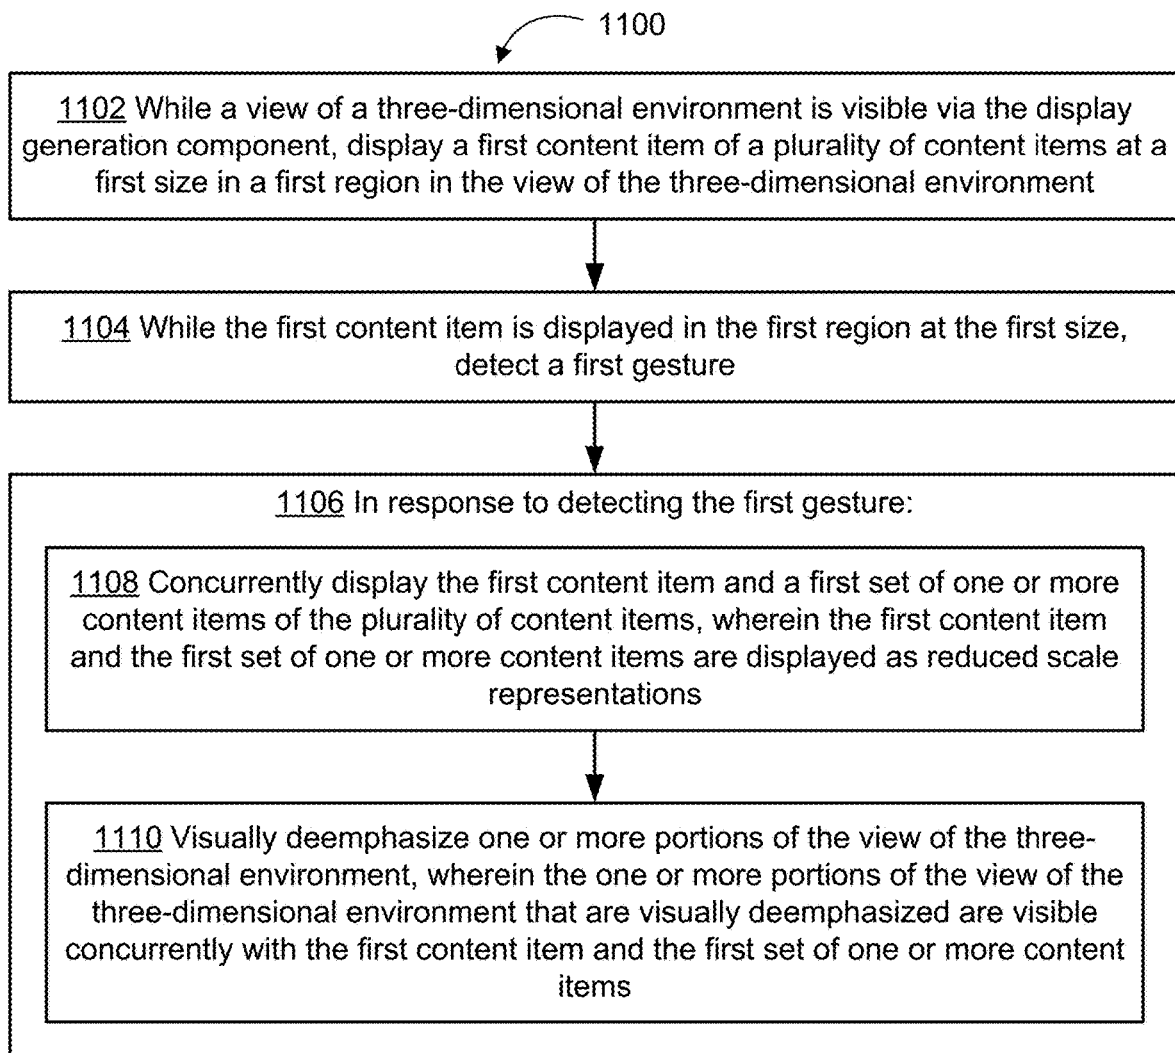 1100
1102 While a view of a three-dimensional environment is visible via the display
generation component, display a first content item of a plurality of content items at a
first size in a first region in the view of the three-dimensional environment
1104 While the first content item is displayed in the first region at the first size,
detect a first gesture
1106 In response to detecting the first gesture:
1108 Concurrently display the first content item and a first set of one or more
content items of the plurality of content items, wherein the first content item
and the first set of one or more content items are displayed as reduced scale
representations
1110 Visually deemphasize one or more portions of the view of the three-
dimensional environment, wherein the one or more portions of the view of the
three-dimensional environment that are visually deemphasized are visible
concurrently with the first content item and the first set of one or more content
items